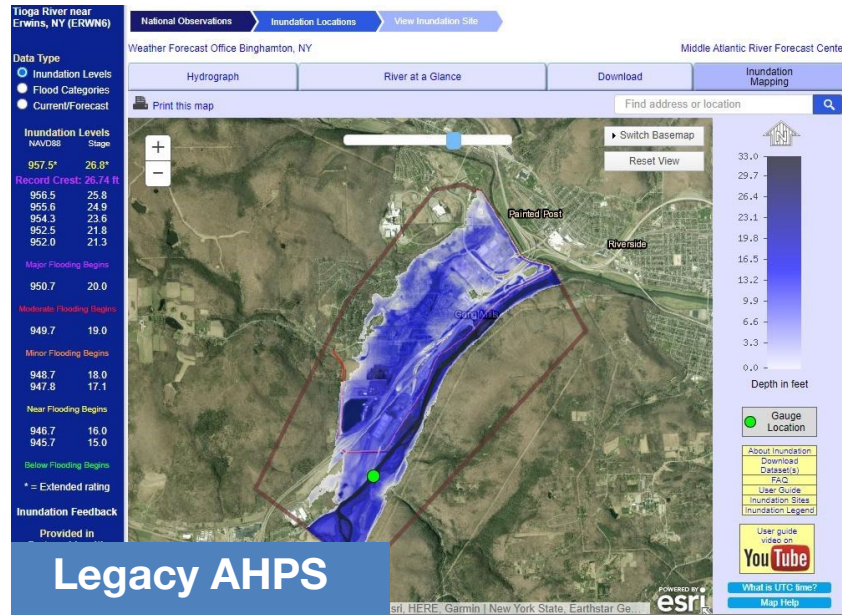 Tioga River near
Erwins, NY (ERWN6)
National Observations
Inundation Locations
View Inundation Site
Weather Forecast Office Binghamton, NY
Middle Atlantic River Forecast Cente
Data Type
Inundation Levels
Flood Categories
Current/Forecast
Hydrograph
River at a Glance
Download
Inundation
Mapping
Print this map
Find address or location
Inundation Levels
NAVD88 Stage
957.5* 26.8*
Record Crest: 26.74 ft
956.5 25.8
955.6 24.9
954.3 23.6
952.5 21.8
952.0 21.3
Major Flooding Begins
950.7 20.0
Moderate Flooding Begins
949.7 19.0
Minor Flooding Begins
948.7 18.0
947.8 17.1
Near Flooding Begins
946.7 16.0
945.7 15.0
Below Flooding Begins
* = Extended rating
Inundation Feedback
Provided in
+
−
Switch Basemap
Reset View
Painted Post
Riverside
N
33.0
29.7
26.4
23.1
19.8
16.5
13.2
9.9
6.6
3.3
0.0
Depth in feet
Gauge
Location
About Inundation
Download
Dataset(s)
FAQ
User Guide
Inundation Sites
Inundation Legend
User guide
video on
YouTube
What is UTC time?
Map Help
POWERED BY
esri
sri, HERE, Garmin | New York State, Earthstar Ge...
Legacy AHPS